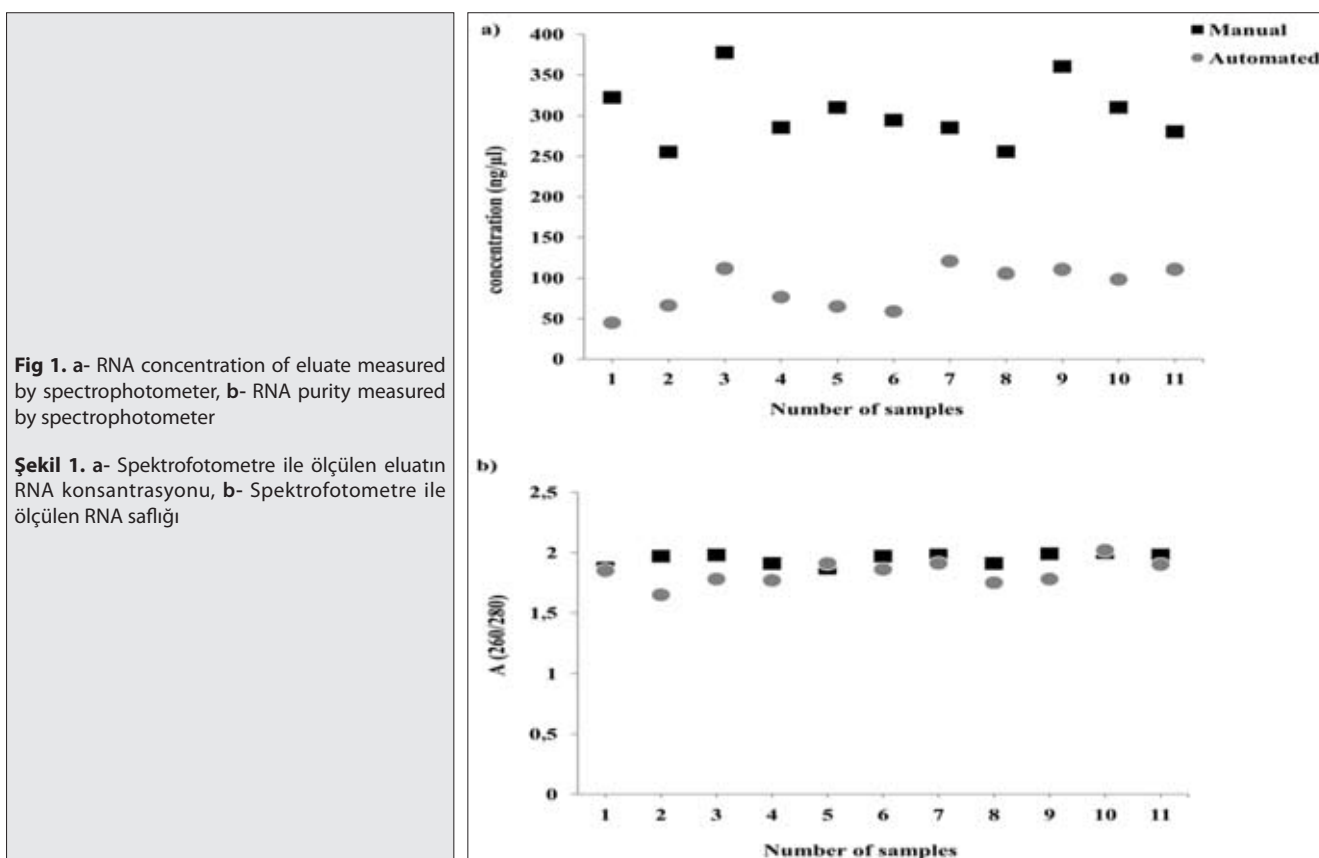 Fig 1. a- RNA concentration of eluate measured
by spectrophotometer, b- RNA purity measured
by spectrophotometer
Şekil 1. a- Spektrofotometre ile ölçülen eluatın
RNA konsantrasyonu, b- Spektrofotometre ile
ölçülen RNA saflığı
a)
Manual
Automated
400
350
300
250
200
150
100
50
0
concentration (ng/µl)
1 2 3 4 5 6 7 8 9 10 11
Number of samples
b)
2,5
2
1,5
1
0,5
0
A (260/280)
1 2 3 4 5 6 7 8 9 10 11
Number of samples